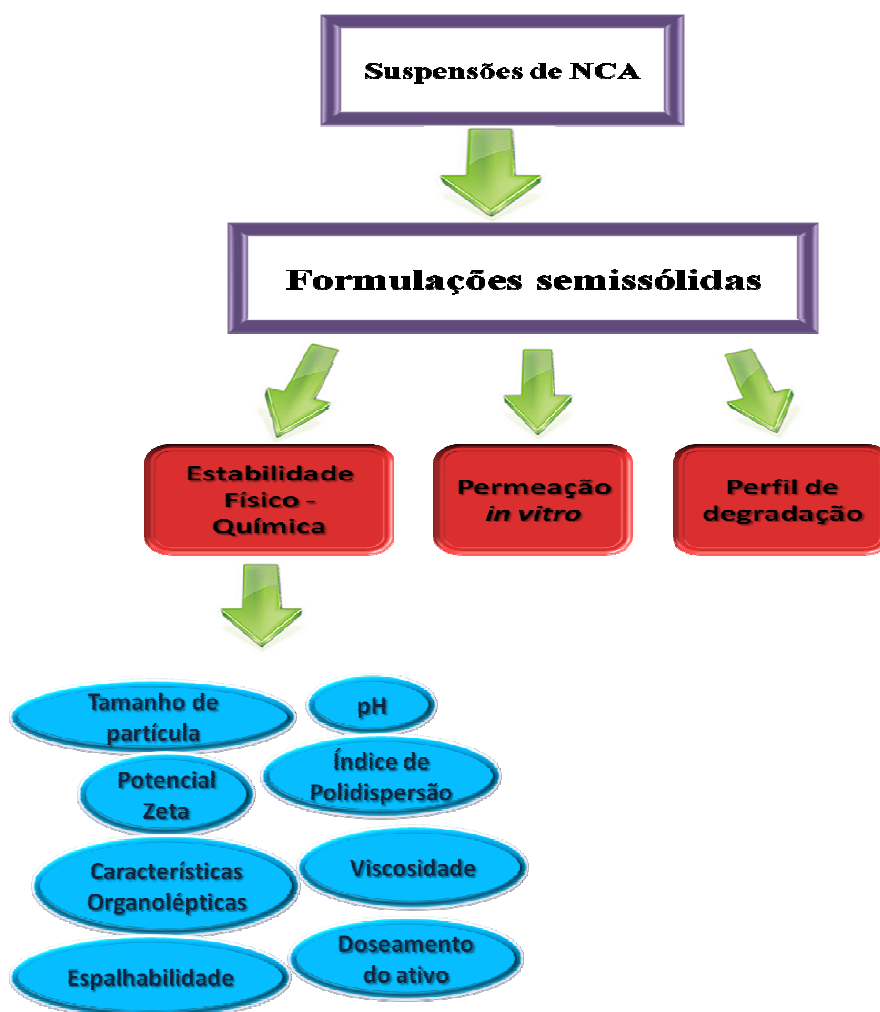 Suspensões de NCA
Formulações semissólidas
Estabilidade
Físico -
Química
Permeação
in vitro
Perfil de
degradação
Tamanho de
partícula
pH
Potencial
Zeta
Índice de
Polidispersão
Características
Organolépticas
Viscosidade
Espalhabilidade
Doseamento
do ativo